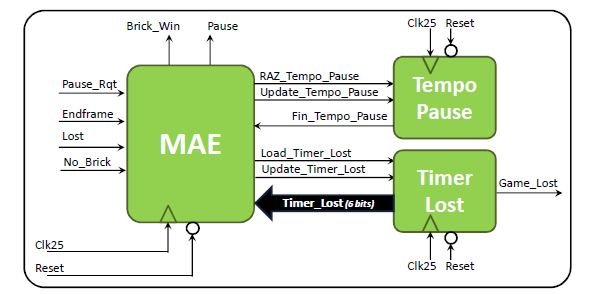 Brick_Win
Pause
Clk25
Reset
Pause_Rqt
Endframe
Lost
No_Brick
MAE
RAZ_Tempo_Pause
Update_Tempo_Pause
Fin_Tempo_Pause
Tempo
Pause
Load_Timer_Lost
Update_Timer_Lost
Timer_Lost (6 bits)
Timer
Lost
Game_Lost
Clk25
Reset
Clk25
Reset